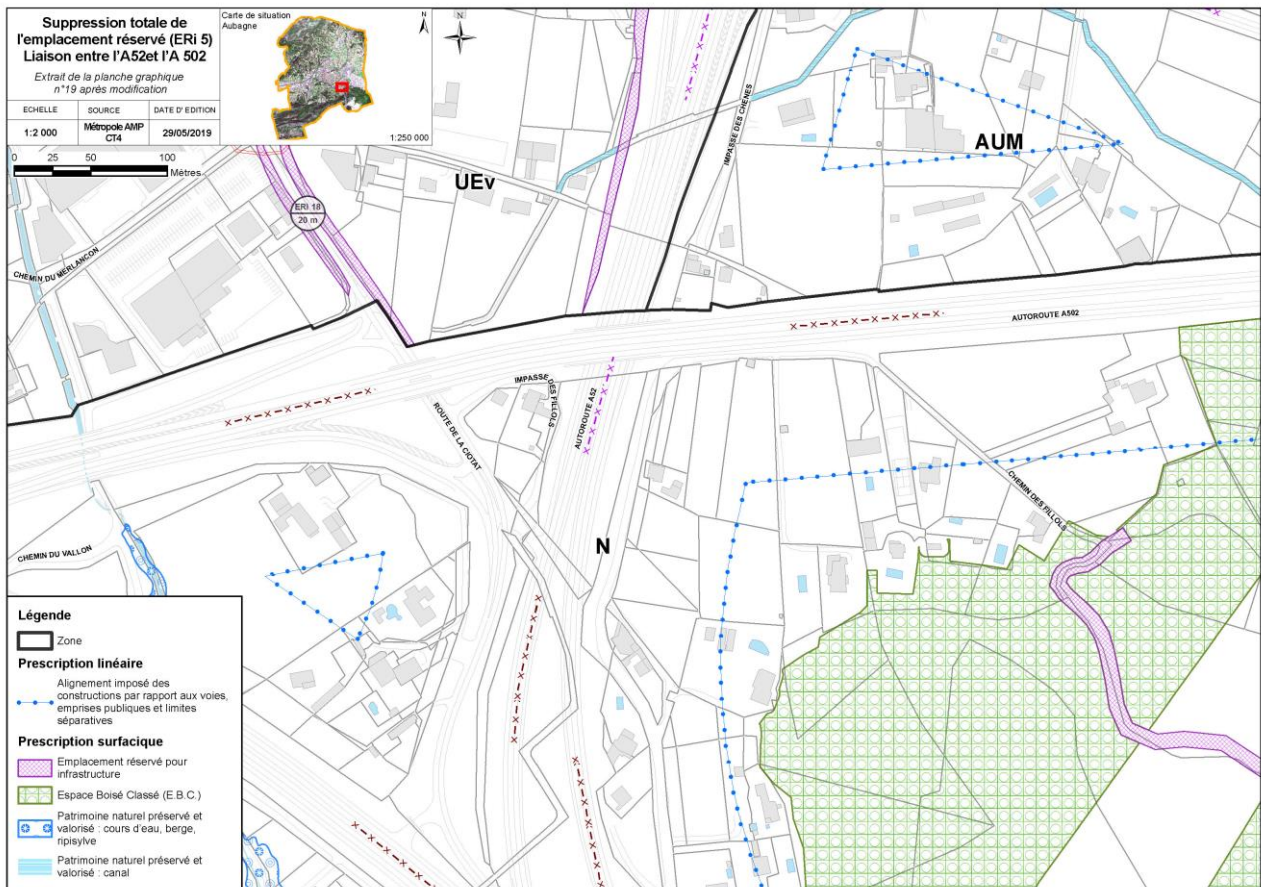 Suppression totale de
l'emplacement réservé (ERi 5)
Liaison entre l'A52et l'A 502
Extrait de la planche graphique
n°19 après modification
ECHELLE
SOURCE
DATE D' EDITION
1:2 000
Métropole AMP
CT4
29/05/2019
Carte de situation
Aubagne
N
1:250 000
N
0 25 50 100
Mètres
UEv
AUM
IMPASSE DES CHENES
ERI 18
20 m
CHEMIN DU MERLANCON
AUTOROUTE A502
IMPASSE
DES FILLOLS
AUTOROUTE A52
ROUTE DE LA CIOTAT
CHEMIN DES FILLOLS
N
CHEMIN DU VALLON
Légende
Zone
Prescription linéaire
Alignement imposé des
constructions par rapport aux voies,
emprises publiques et limites
séparatives
Prescription surfacique
Emplacement réservé pour
infrastructure
Espace Boisé Classé (E.B.C.)
Patrimoine naturel préservé et
valorisé : cours d'eau, berge,
ripisylve
Patrimoine naturel préservé et
valorisé : canal